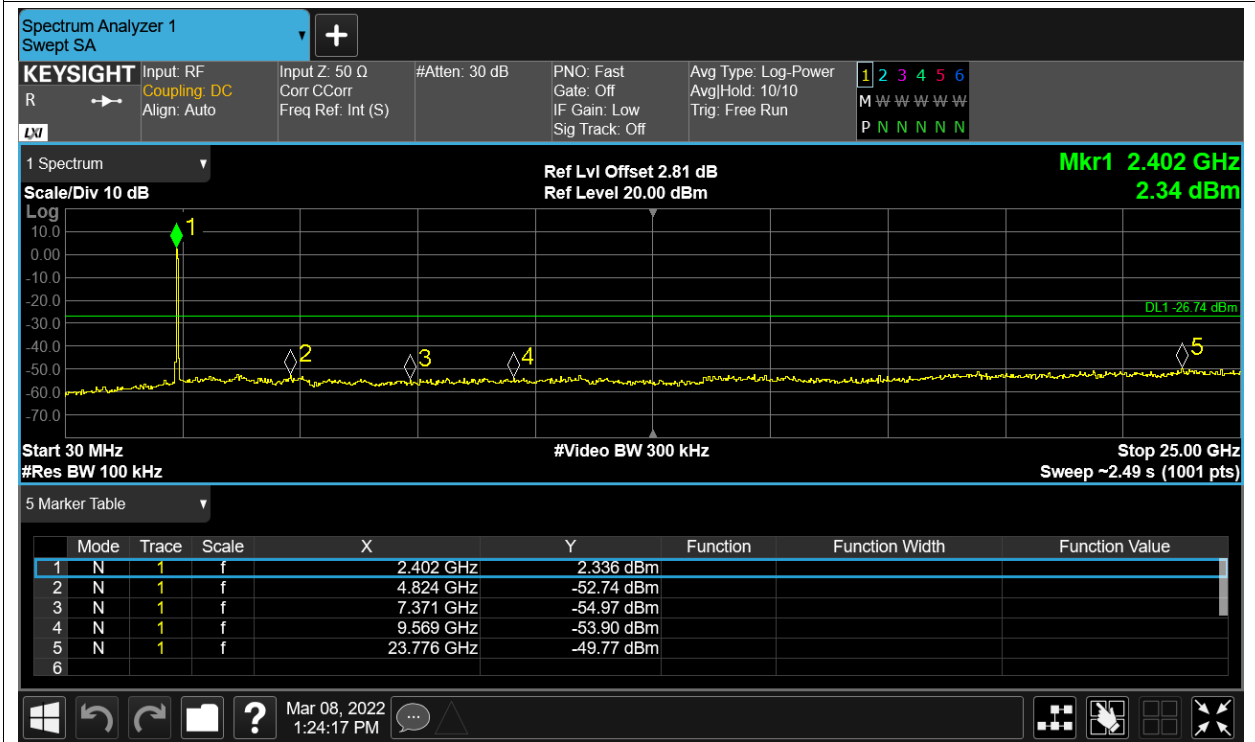 Spectrum Analyzer 1
Swept SA
+
KEYSIGHT Input: RF Input Z: 50 Ω #Atten: 30 dB PNO: Fast Avg Type: Log-Power 1 2 3 4 5 6
R Coupling: DC Corr CCorr Gate: Off Avg|Hold: 10/10 M W W W W W
Align: Auto Freq Ref: Int (S) IF Gain: Low Trig: Free Run
LXI Sig Track: Off P N N N N N
1 Spectrum Ref Lvl Offset 2.81 dB Mkr1 2.402 GHz
Scale/Div 10 dB Ref Level 20.00 dBm 2.34 dBm
Log
10.0 1
0.00
-10.0
-20.0
DL1 -26.74 dBm
-30.0
-40.0 2 3 4 5
-50.0
-60.0
-70.0
Start 30 MHz #Video BW 300 kHz Stop 25.00 GHz
#Res BW 100 kHz Sweep ~2.49 s (1001 pts)
5 Marker Table
Mode Trace Scale X Y Function Function Width Function Value
1 N 1 f 2.402 GHz 2.336 dBm
2 N 1 f 4.824 GHz -52.74 dBm
3 N 1 f 7.371 GHz -54.97 dBm
4 N 1 f 9.569 GHz -53.90 dBm
5 N 1 f 23.776 GHz -49.77 dBm
6
? Mar 08, 2022
1:24:17 PM